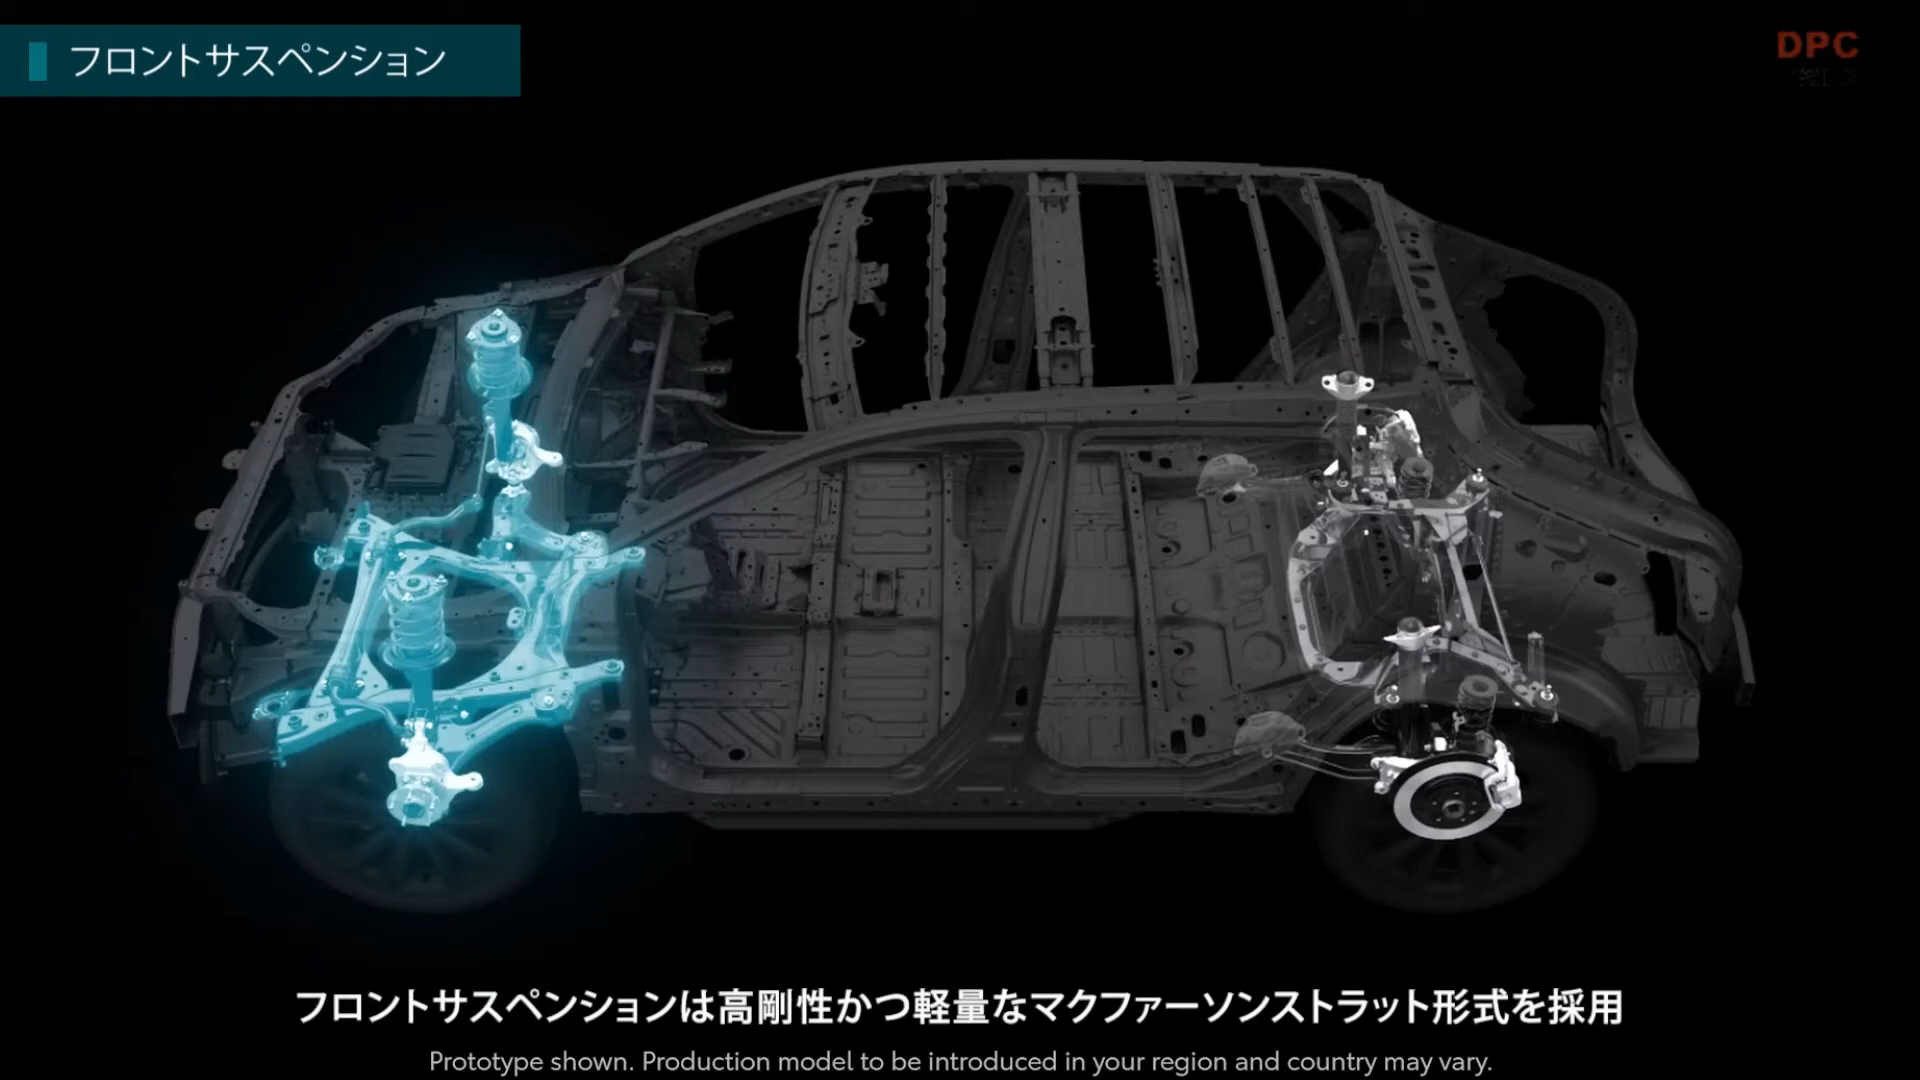 フロントサスペンション
DPC
フロントサスペンションは高剛性かつ軽量なマクファーソンストラット形式を採用
Prototype shown. Production model to be introduced in your region and country may vary.